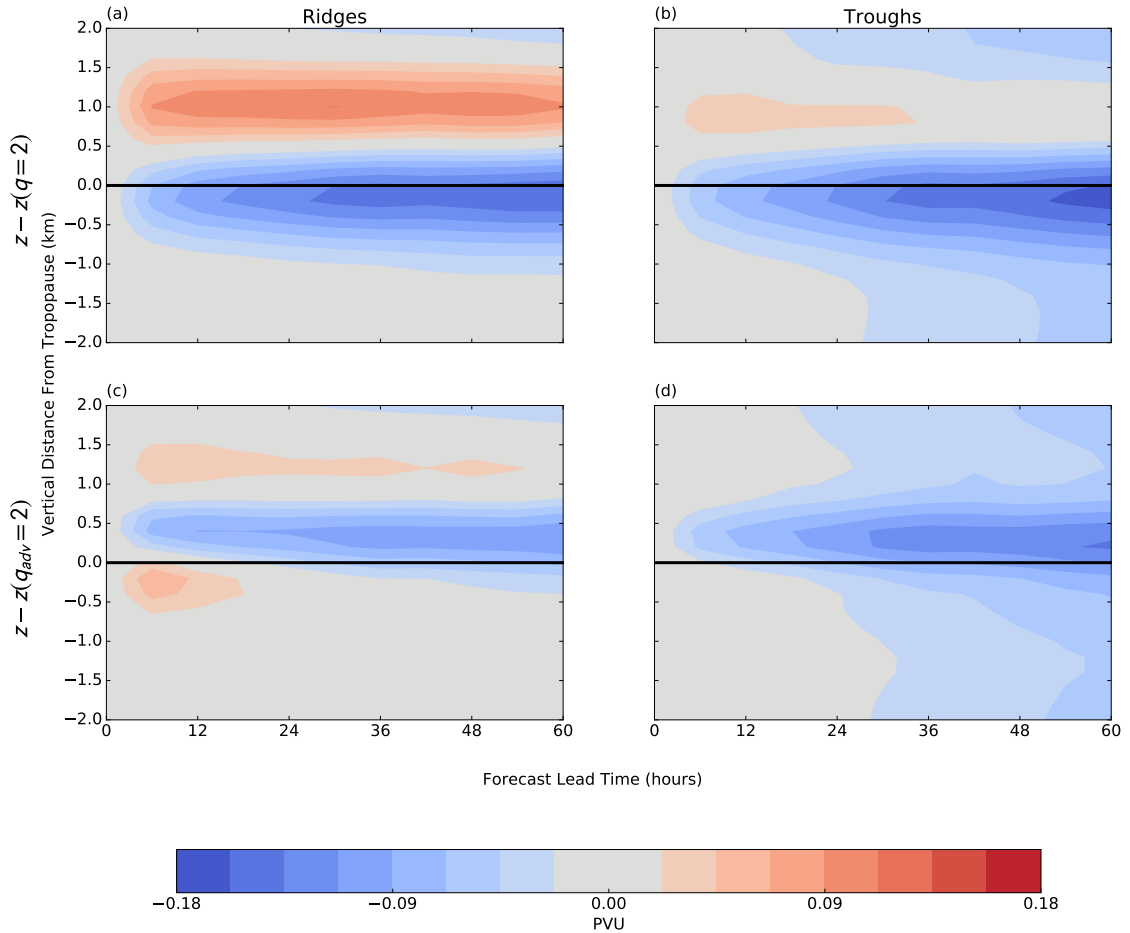 Ridges
Troughs
(a)
(b)
2.0
1.5
1.0
0.5
0.0
−0.5
−1.0
−1.5
−2.0
z − z(q = 2)
Vertical Distance From Tropopause (km)
(c)
(d)
2.0
1.5
1.0
0.5
0.0
−0.5
−1.0
−1.5
−2.0
z − z(q_adv = 2)
0 12 24 36 48 60
0 12 24 36 48 60
Forecast Lead Time (hours)
−0.18 −0.09 0.00 0.09 0.18
PVU